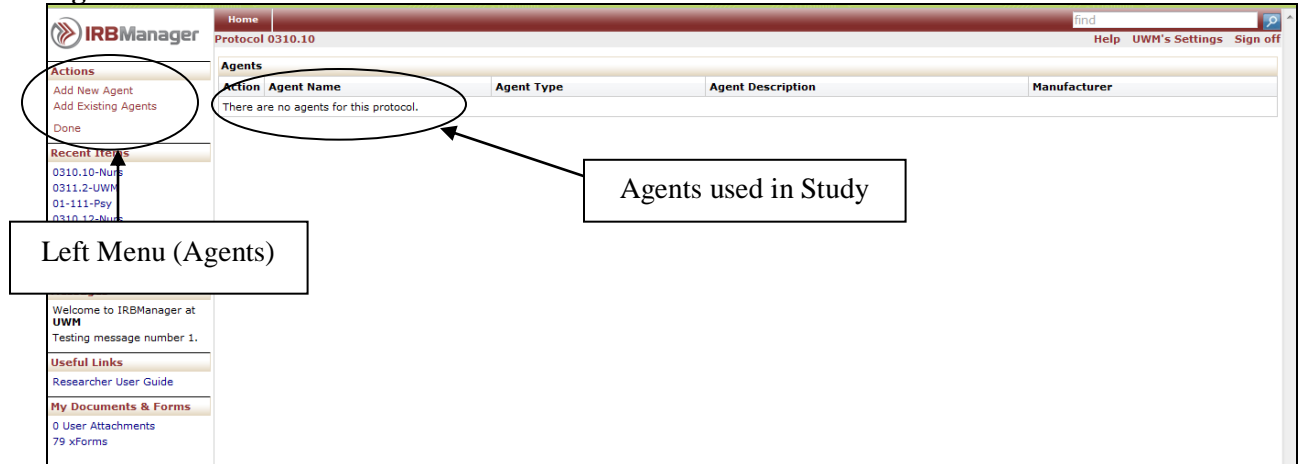 IRBManager
Home
find
Protocol 0310.10
Help UWM's Settings Sign off
Actions
Add New Agent
Add Existing Agents
Done
Agents
Action Agent Name Agent Type Agent Description Manufacturer
There are no agents for this protocol.
Agents used in Study
Recent Items
0310.10-Nurs
0311.2-UWM
01-111-Psy
0310.12-Nurs
Left Menu (Agents)
Welcome to IRBManager at
UWM
Testing message number 1.
Useful Links
Researcher User Guide
My Documents & Forms
0 User Attachments
79 xForms